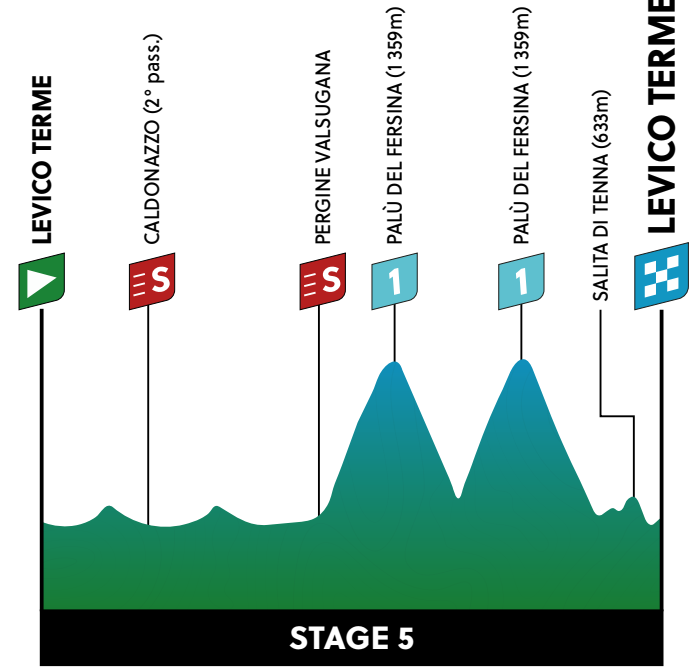 LEVICO TERME
CALDONAZZO (2° pass.)
PERGINE VALSUGANA
PALÙ DEL FERSINA (1 359m)
PALÙ DEL FERSINA (1 359m)
SALITA DI TENNA (633m)
LEVICO TERME
S
S
1
1
STAGE 5